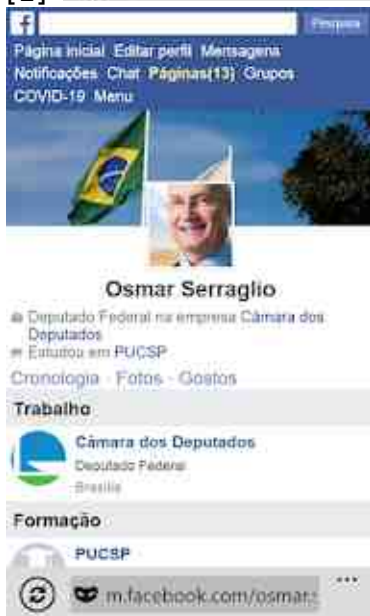 f Pesquisa
Página inicial Editar perfil Mensagens
Notificações Chat Páginas(13) Grupos
COVID-19 Menu
Osmar Serraglio
Deputado Federal na empresa Câmara dos
Deputados
Estudou em PUCSP
Cronologia · Fotos · Gostos
Trabalho
Câmara dos Deputados
Deputado Federal
Brasília
Formação
PUCSP
m.facebook.com/osmar.s